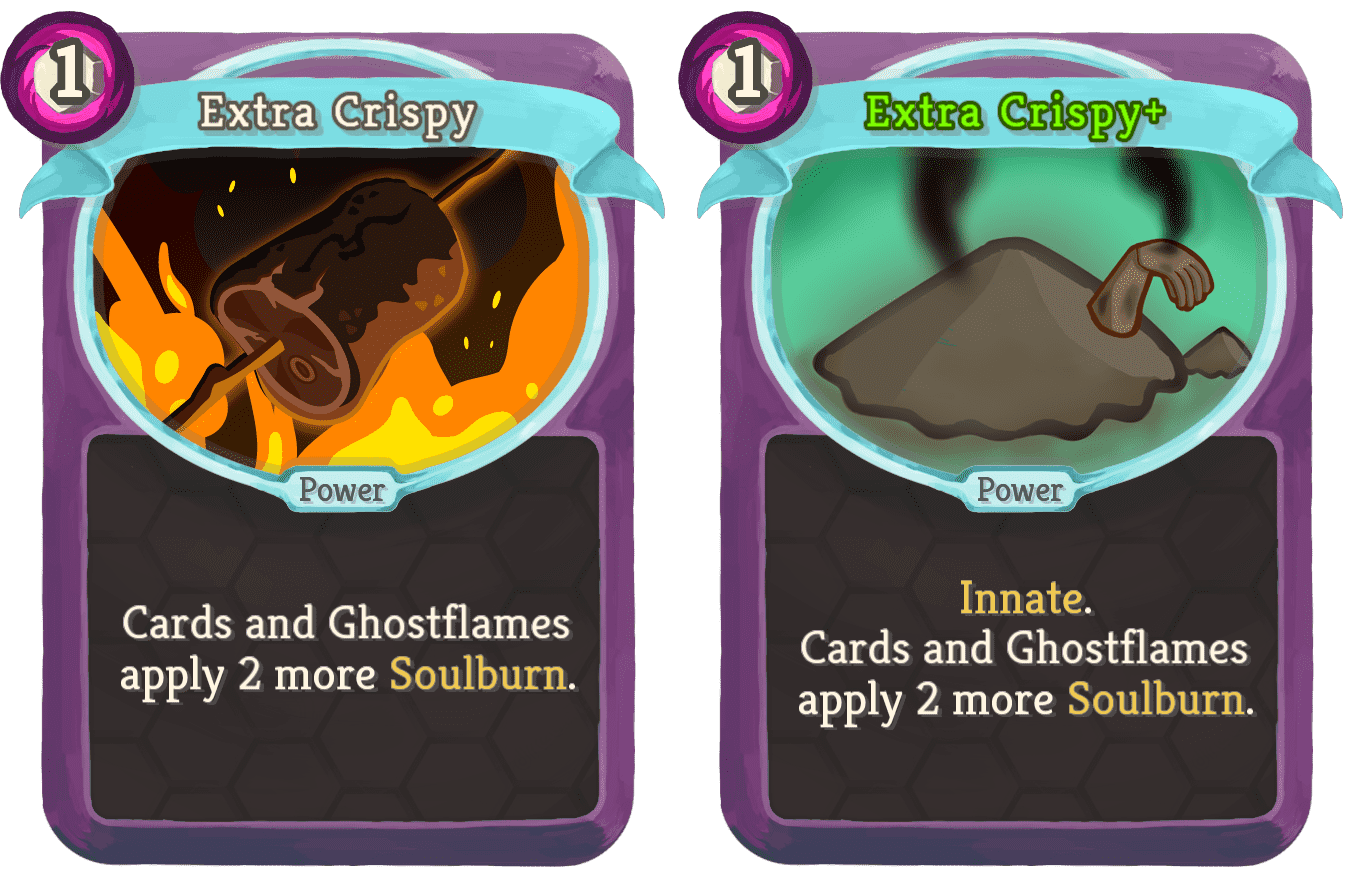 1
Extra Crispy
Power
Cards and Ghostflames
apply 2 more Soulburn.
1
Extra Crispy+
Power
Innate.
Cards and Ghostflames
apply 2 more Soulburn.